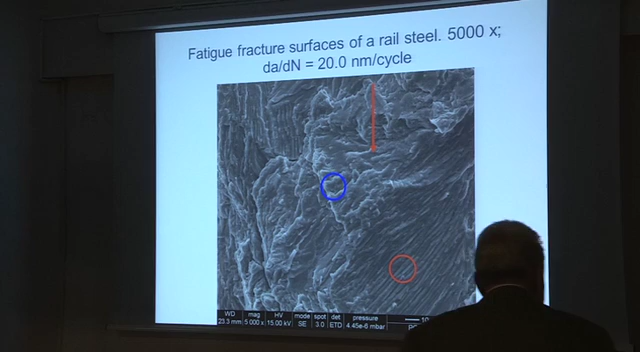 Fatigue fracture surfaces of a rail steel. 5000 x;
da/dN = 20.0 nm/cycle
WD mag HV mode spot det pressure
23.3 mm 5 000 x 15.00 kV SE 3.0 ETD 4.45e-6 mbar